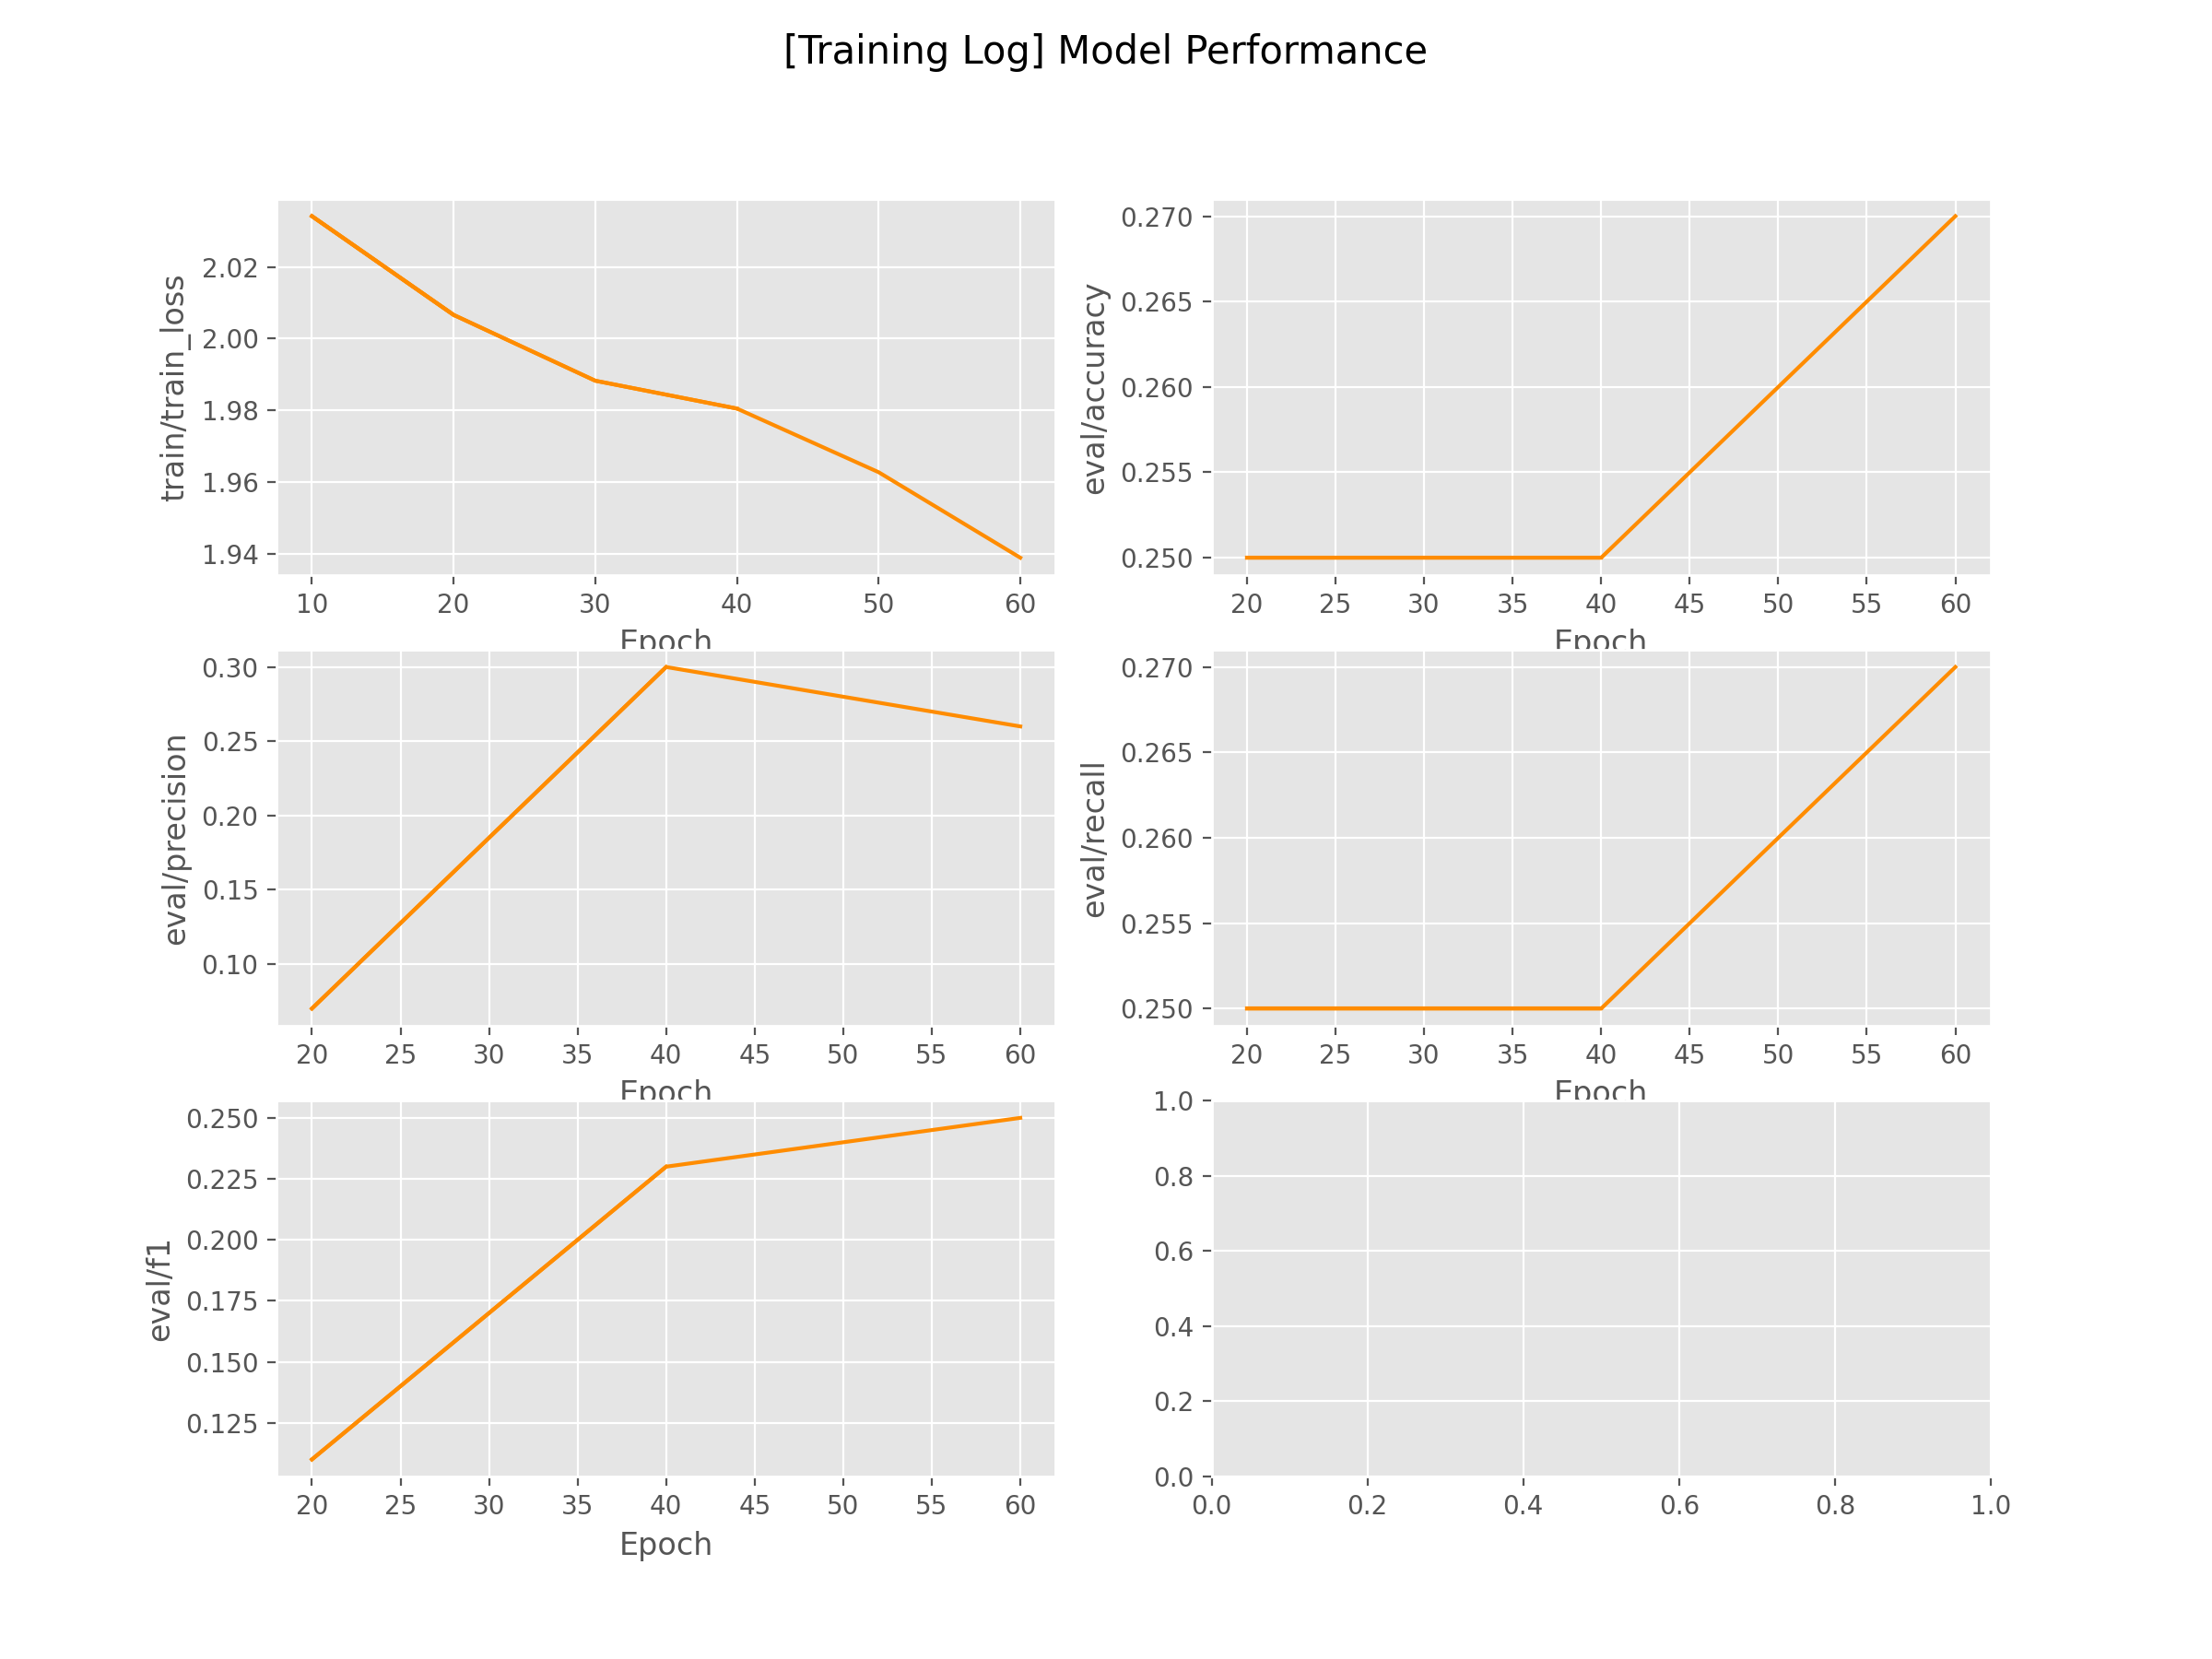 [Training Log] Model Performance
train/train_loss
2.02
2.00
1.98
1.96
1.94
10 20 30 40 50 60
Epoch
eval/accuracy
0.270
0.265
0.260
0.255
0.250
20 25 30 35 40 45 50 55 60
Epoch
eval/precision
0.30
0.25
0.20
0.15
0.10
20 25 30 35 40 45 50 55 60
Epoch
eval/recall
0.270
0.265
0.260
0.255
0.250
20 25 30 35 40 45 50 55 60
Epoch
eval/f1
0.250
0.225
0.200
0.175
0.150
0.125
20 25 30 35 40 45 50 55 60
Epoch
1.0
0.8
0.6
0.4
0.2
0.0
0.0 0.2 0.4 0.6 0.8 1.0